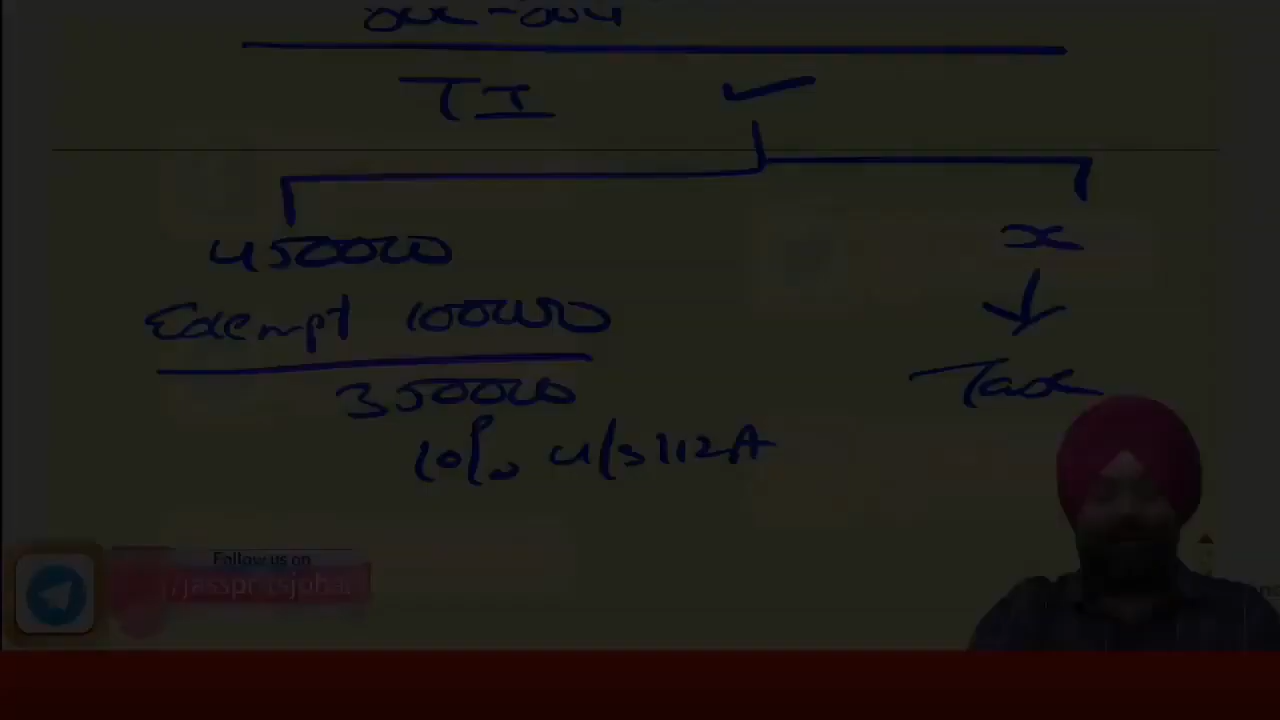 TI
450000
x
Exempt 100000
350000
Tax
10% u/s 112A
Follow us on